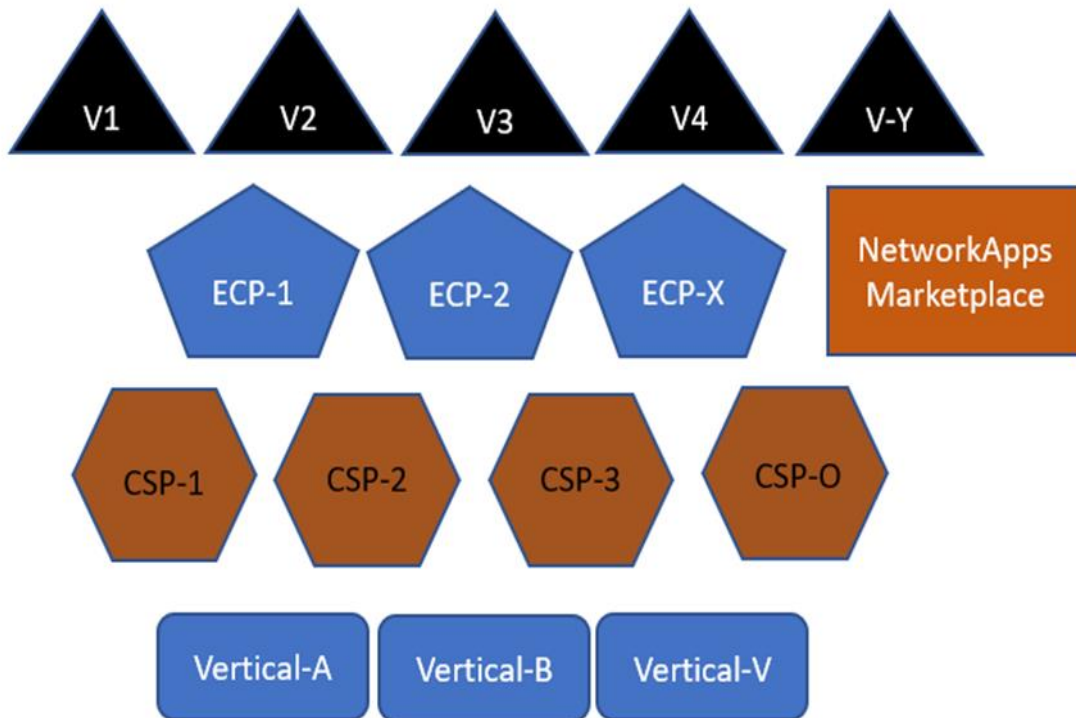 V1
V2
V3
V4
V-Y
ECP-1
ECP-2
ECP-X
NetworkApps
Marketplace
CSP-1
CSP-2
CSP-3
CSP-O
Vertical-A
Vertical-B
Vertical-V